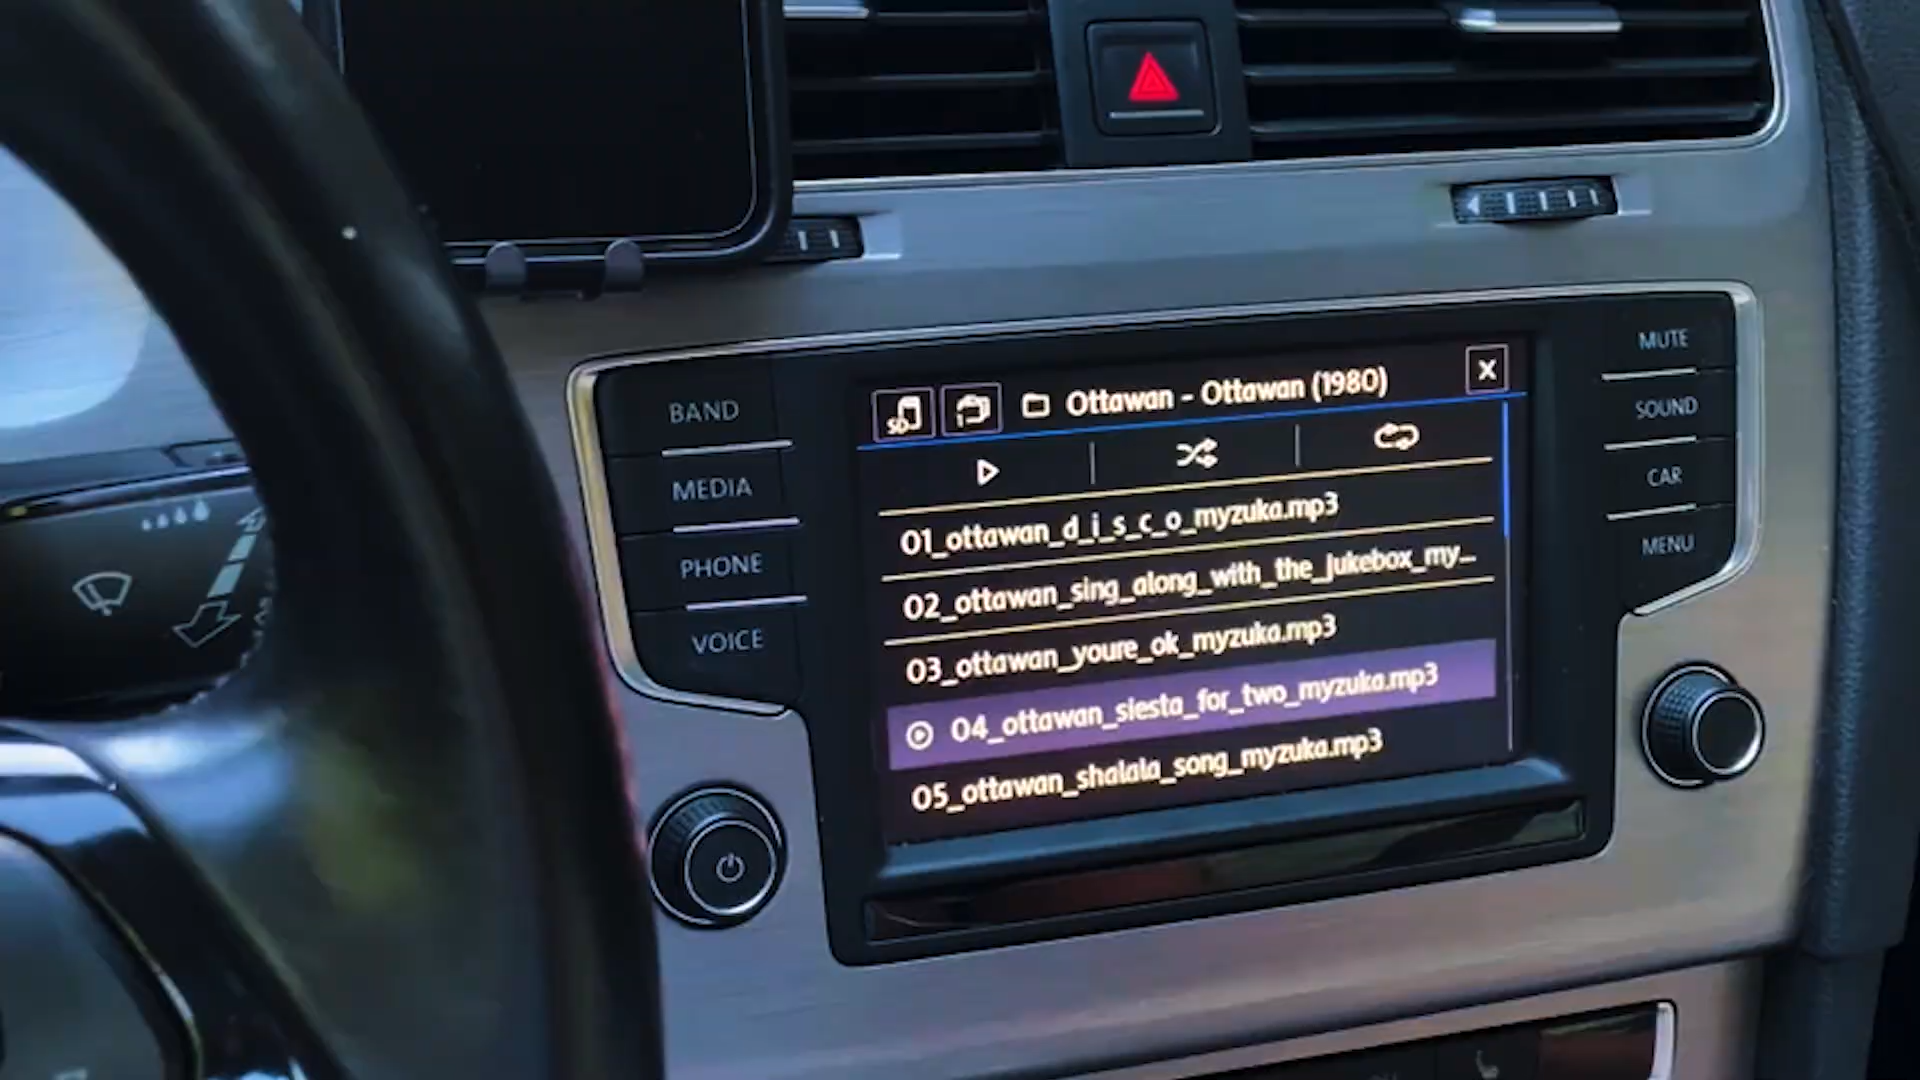 BAND
MEDIA
PHONE
VOICE
SD
Ottawan - Ottawan (1980)
X
01_ottawan_d_i_s_c_o_myzuka.mp3
02_ottawan_sing_along_with_the_jukebox_my...
03_ottawan_youre_ok_myzuka.mp3
04_ottawan_siesta_for_two_myzuka.mp3
05_ottawan_shalala_song_myzuka.mp3
MUTE
SOUND
CAR
MENU